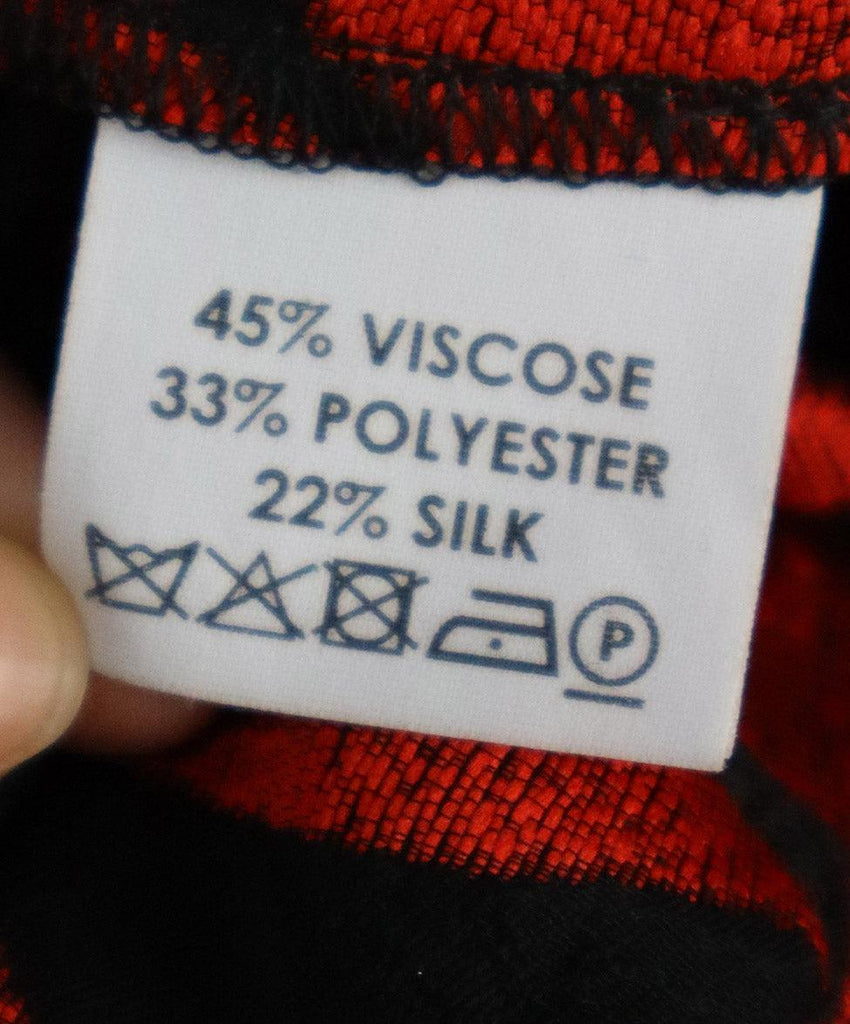 45% VISCOSE
33% POLYESTER
22% SILK
P